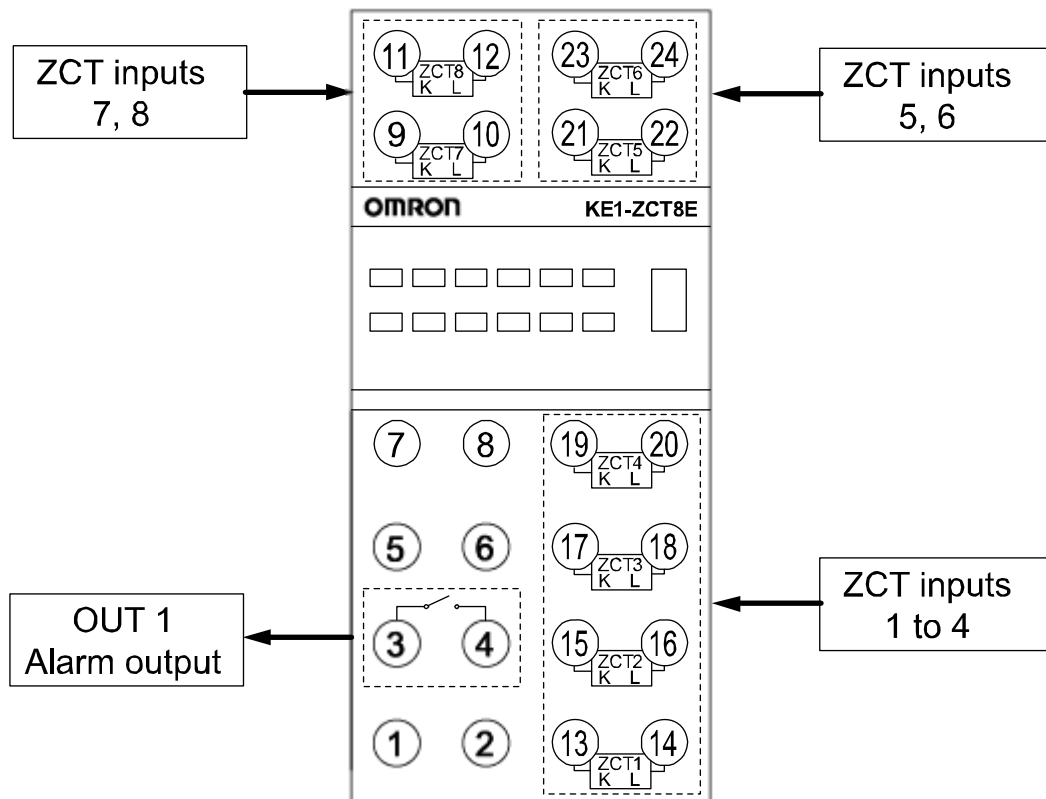 11 12 23 24
ZCT8 ZCT6
K L K L
ZCT inputs
7, 8
ZCT inputs
5, 6
9 10 21 22
ZCT7 ZCT5
K L K L
OMRON KE1-ZCT8E
7 8 19 20
ZCT4
K L
5 6 17 18
ZCT3
K L
OUT 1
Alarm output
ZCT inputs
1 to 4
3 4 15 16
ZCT2
K L
1 2 13 14
ZCT1
K L